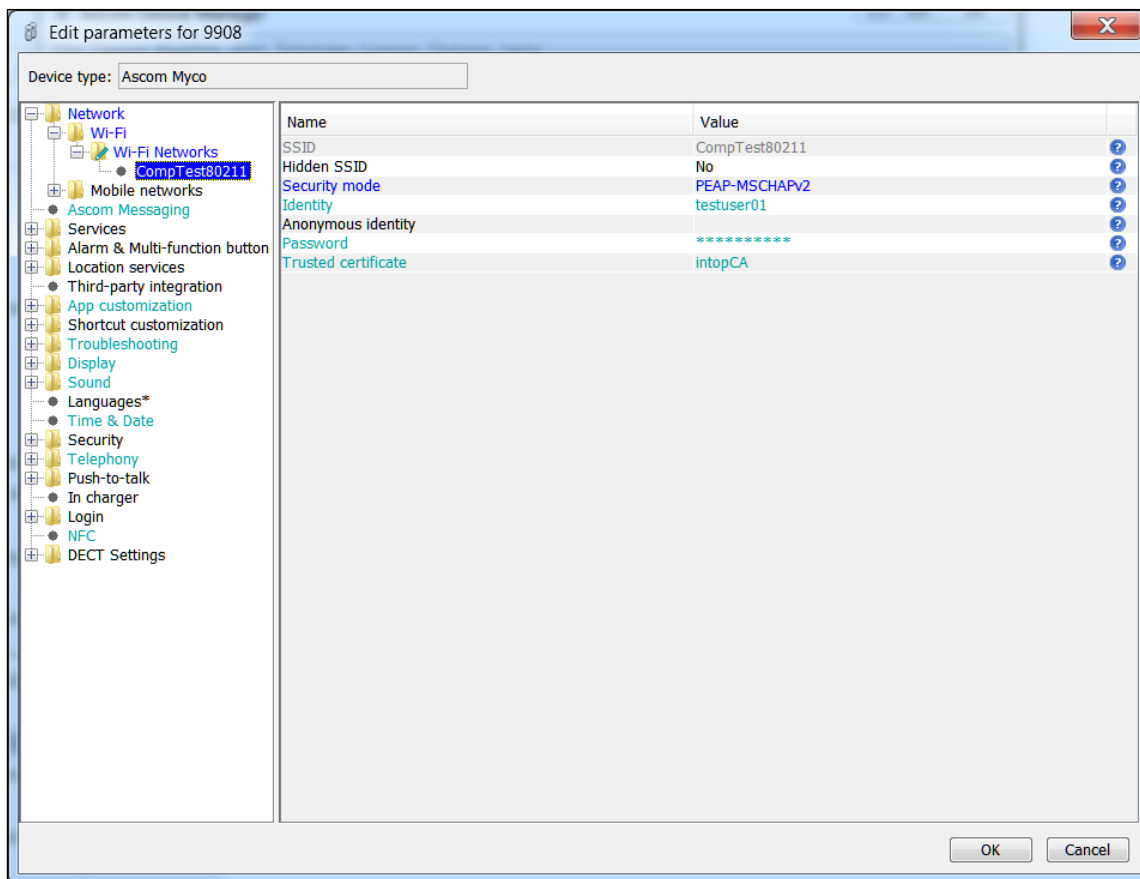 Edit parameters for 9908
X
Device type: Ascom Myco
Network
Wi-Fi
Wi-Fi Networks
CompTest80211
Mobile networks
Ascom Messaging
Services
Alarm & Multi-function button
Location services
Third-party integration
App customization
Shortcut customization
Troubleshooting
Display
Sound
Languages*
Time & Date
Security
Telephony
Push-to-talk
In charger
Login
NFC
DECT Settings
Name Value
SSID CompTest80211 ?
Hidden SSID No ?
Security mode PEAP-MSCHAPv2 ?
Identity testuser01 ?
Anonymous identity ?
Password ********** ?
Trusted certificate intopCA ?
OK Cancel